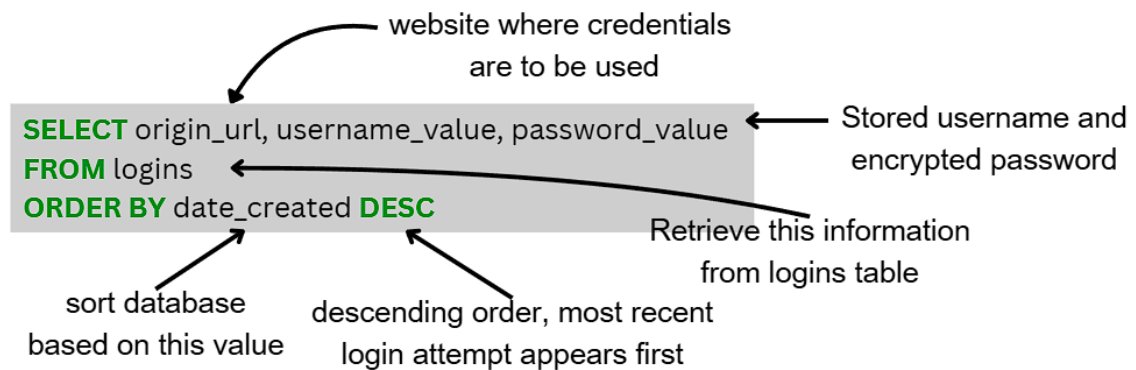 website where credentials
are to be used
SELECT origin_url, username_value, password_value
FROM logins
ORDER BY date_created DESC
Stored username and
encrypted password
Retrieve this information
from logins table
sort database
based on this value
descending order, most recent
login attempt appears first